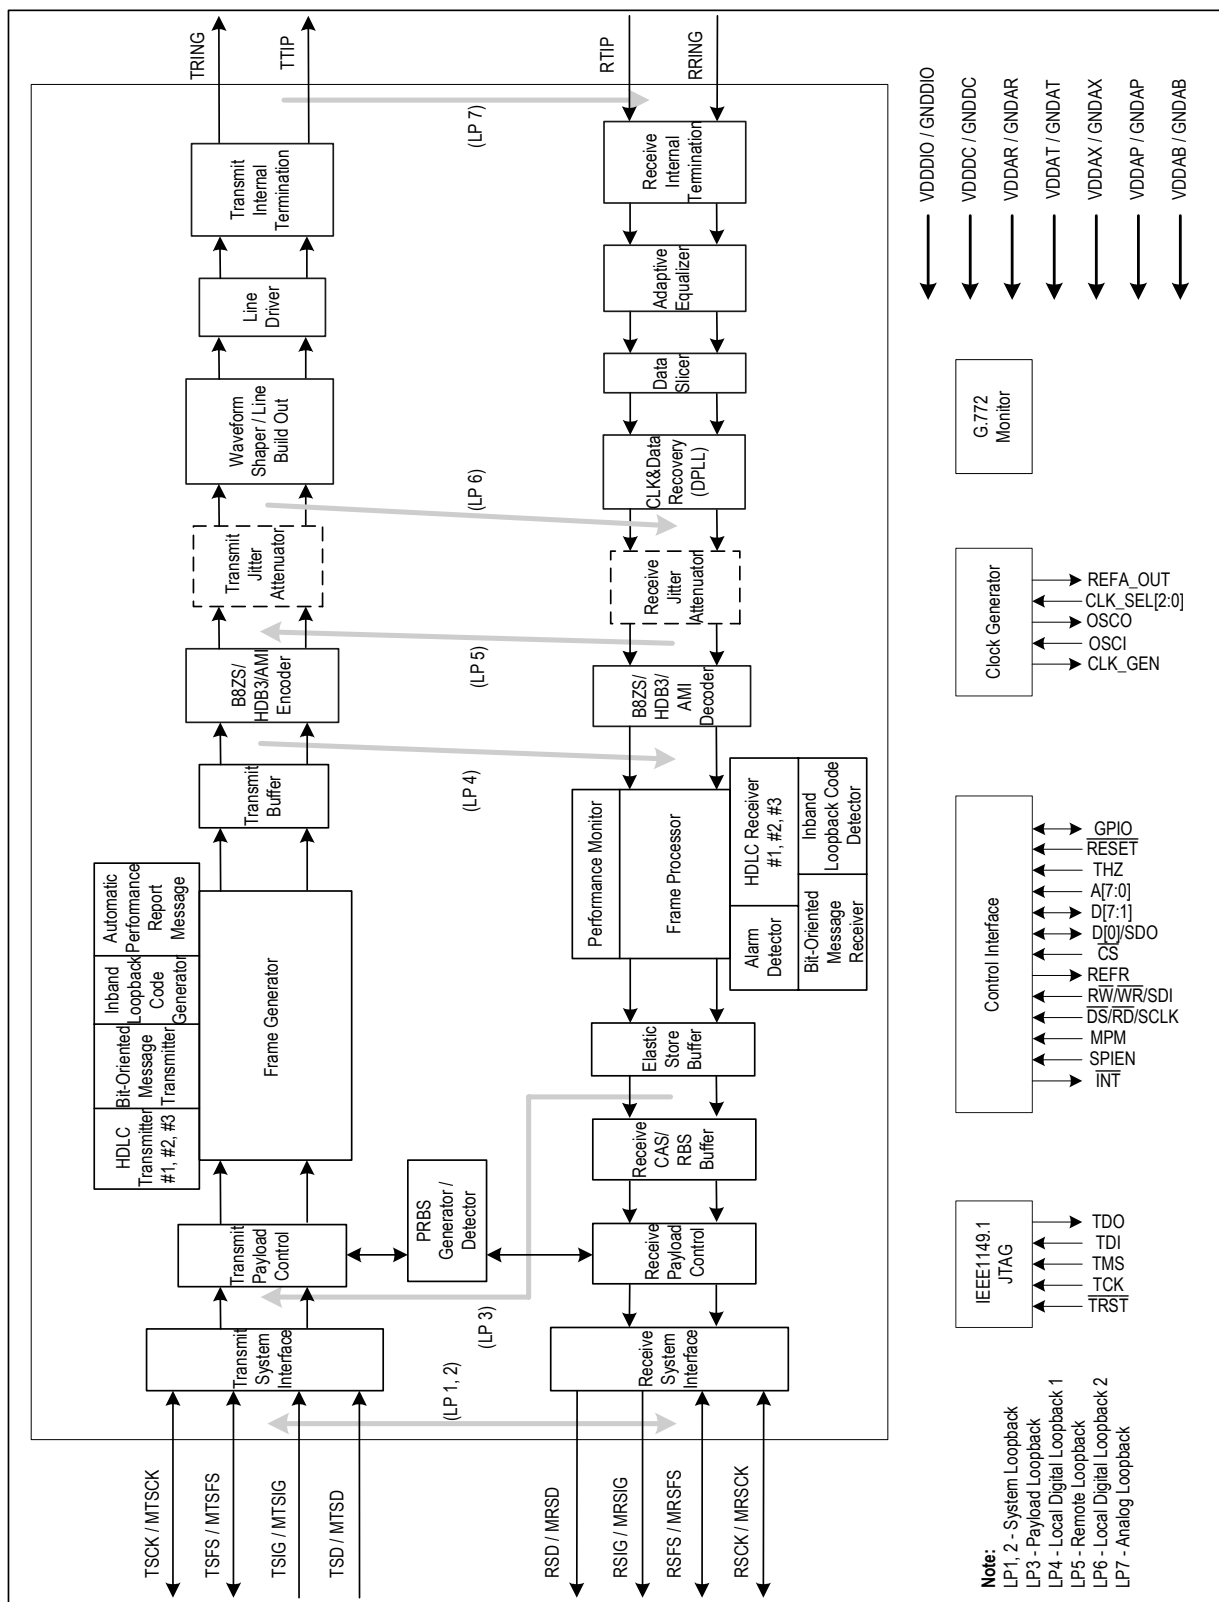 TRING
TTIP
RTIP
RRING
VDDDIO / GNDDIO
VDDDC / GNDDC
VDDAR / GNDAR
VDDAT / GNDAT
VDDAX / GNDAX
VDDAP / GNDAP
VDDAB / GNDAB
(LP 7)
Transmit
Internal
Termination
Receive
Internal
Termination
Line
Driver
Adaptive
Equalizer
Waveform
Shaper / Line
Build Out
Data
Slicer
G.772
Monitor
(LP 6)
CLK&Data
Recovery
(DPLL)
Transmit
Jitter
Attenuator
Receive
Jitter
Attenuator
Clock Generator
REFA_OUT
CLK_SEL[2:0]
OSCO
OSCI
CLK_GEN
(LP 5)
B8ZS/
HDB3/AMI
Encoder
B8ZS/
HDB3/
AMI
Decoder
(LP 4)
Transmit
Buffer
Performance Monitor
Frame Processor
HDLC Receiver
#1, #2, #3
Inband
Loopback Code
Detector
Alarm
Detector
Bit-Oriented
Message
Receiver
Control Interface
GPIO
RESET
THZ
A[7:0]
D[7:1]
D[0]/SDO
CS
REFR
RW/WR/SDI
DS/RD/SCLK
MPM
SPIEN
INT
Automatic
Performance
Report
Message
Inband
Loopback
Code
Generator
Bit-Oriented
Message
Transmitter
HDLC
Transmitter
#1, #2, #3
Frame Generator
Elastic
Store
Buffer
Receive
CAS/
RBS
Buffer
PRBS
Generator /
Detector
Transmit
Payload
Control
Receive
Payload
Control
IEEE1149.1
JTAG
TDO
TDI
TMS
TCK
TRST
(LP 3)
Transmit
System
Interface
Receive
System
Interface
(LP 1, 2)
TSCK / MTSCK
TSFS / MTSFS
TSIG / MTSIG
TSD / MTSD
RSD / MRSD
RSIG / MRSIG
RSFS / MRSFS
RSCK / MRSCK
Note:
LP1, 2 - System Loopback
LP3 - Payload Loopback
LP4 - Local Digital Loopback 1
LP5 - Remote Loopback
LP6 - Local Digital Loopback 2
LP7 - Analog Loopback